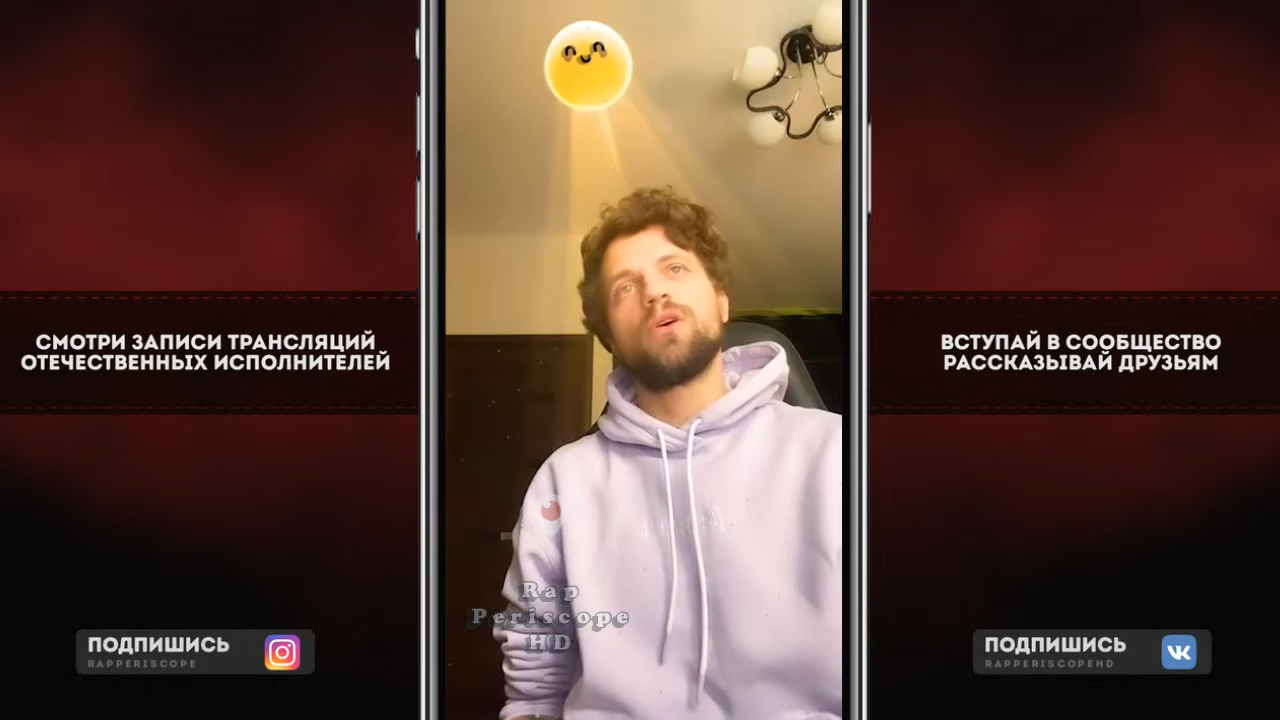 СМОТРИ ЗАПИСИ ТРАНСЛЯЦИЙ
ОТЕЧЕСТВЕННЫХ ИСПОЛНИТЕЛЕЙ
ВСТУПАЙ В СООБЩЕСТВО
РАССКАЗЫВАЙ ДРУЗЬЯМ
Rap
Periscope
HD
ПОДПИШИСЬ
RAPPERISCOPE
ПОДПИШИСЬ
RAPPERISCOPEHD